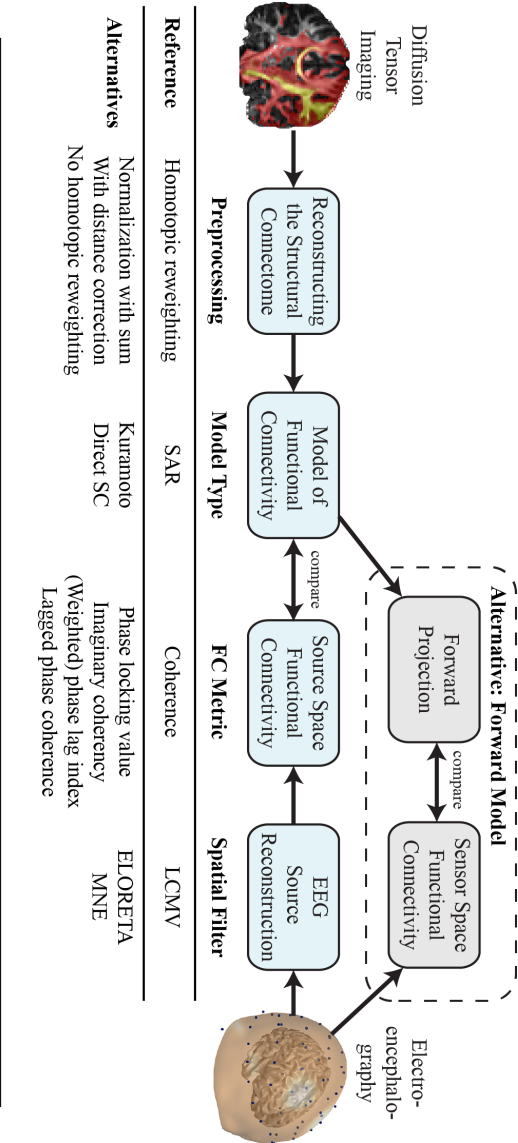 Alternative: Forward Model
Diffusion
Tensor
Imaging
Forward
Projection
compare
Sensor Space
Functional
Connectivity
Electro-
encephalo-
graphy
Reconstructing
the Structural
Connectome
Model of
Functional
Connectivity
compare
Source Space
Functional
Connectivity
EEG
Source
Reconstruction
Preprocessing Model Type FC Metric Spatial Filter
Reference Homotopic reweighting SAR Coherence LCMV
Alternatives Normalization with sum Kuramoto Phase locking value ELORETA
With distance correction Direct SC Imaginary coherency MNE
No homotopic reweighting (Weighted) phase lag index
Lagged phase coherence